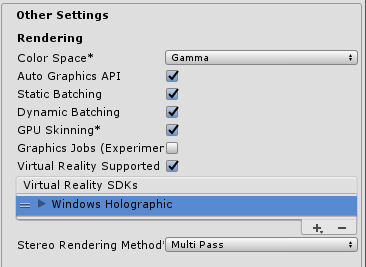 Other Settings
Rendering
Color Space* Gamma
Auto Graphics API
Static Batching
Dynamic Batching
GPU Skinning*
Graphics Jobs (Experimer
Virtual Reality Supported
Virtual Reality SDKs
Windows Holographic
Stereo Rendering Method* Multi Pass